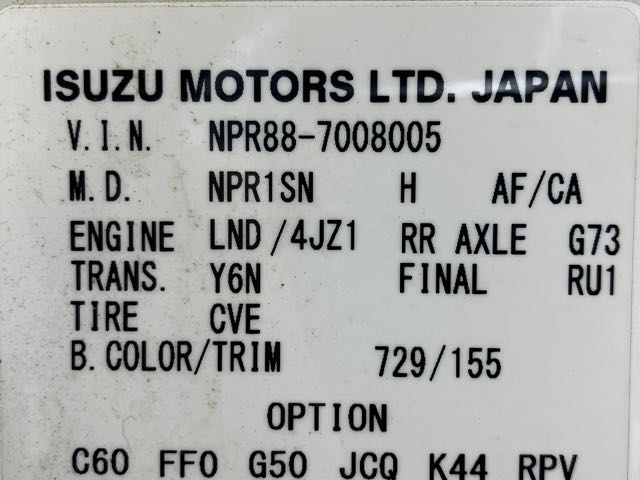 ISUZU MOTORS LTD. JAPAN
V.I.N. NPR88-7008005
M.D. NPR1SN H AF/CA
ENGINE LND/4JZ1 RR AXLE G73
TRANS. Y6N FINAL RU1
TIRE CVE
B.COLOR/TRIM 729/155
OPTION
C60 FF0 G50 JCQ K44 RPV